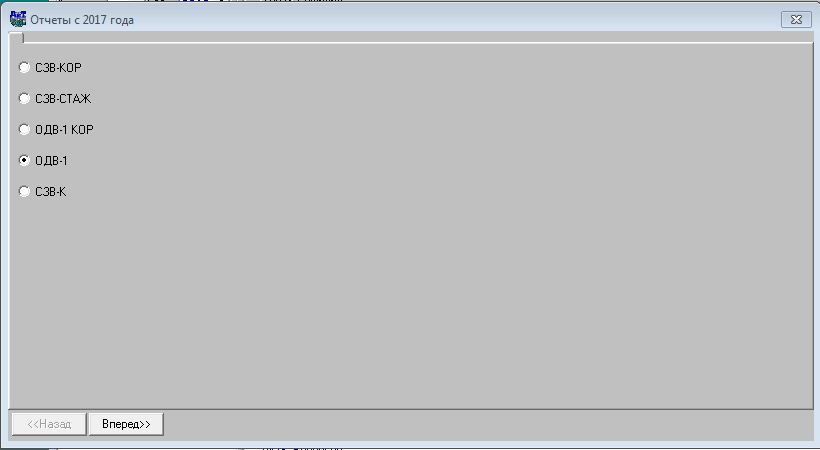 Отчеты с 2017 года
СЗВ-КОР
СЗВ-СТАЖ
ОДВ-1 КОР
ОДВ-1
СЗВ-К
<<Назад Вперед>>